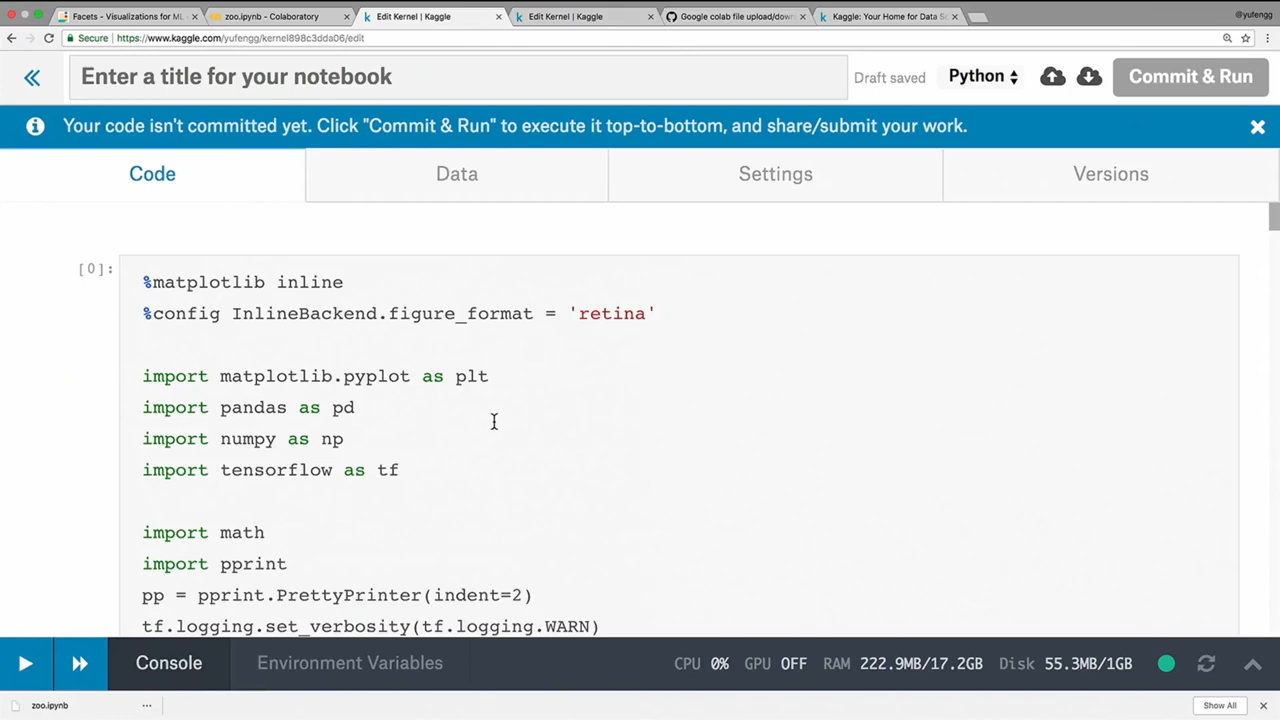 Facets - Visualizations for ML
zoo.ipynb - Colaboratory
Edit Kernel | Kaggle
Edit Kernel | Kaggle
Google colab file upload/down
Kaggle: Your Home for Data Sc
@yufengg
Secure
https://www.kaggle.com/yufengg/kernel898c3dda06/edit
Enter a title for your notebook
Draft saved
Python
Commit & Run
Your code isn't committed yet. Click "Commit & Run" to execute it top-to-bottom, and share/submit your work.
Code
Data
Settings
Versions
[0]:
%matplotlib inline
%config InlineBackend.figure_format = 'retina'
import matplotlib.pyplot as plt
import pandas as pd
import numpy as np
import tensorflow as tf
import math
import pprint
pp = pprint.PrettyPrinter(indent=2)
tf.logging.set_verbosity(tf.logging.WARN)
Console
Environment Variables
CPU 0% GPU OFF RAM 222.9MB/17.2GB Disk 55.3MB/1GB
zoo.ipynb
Show All